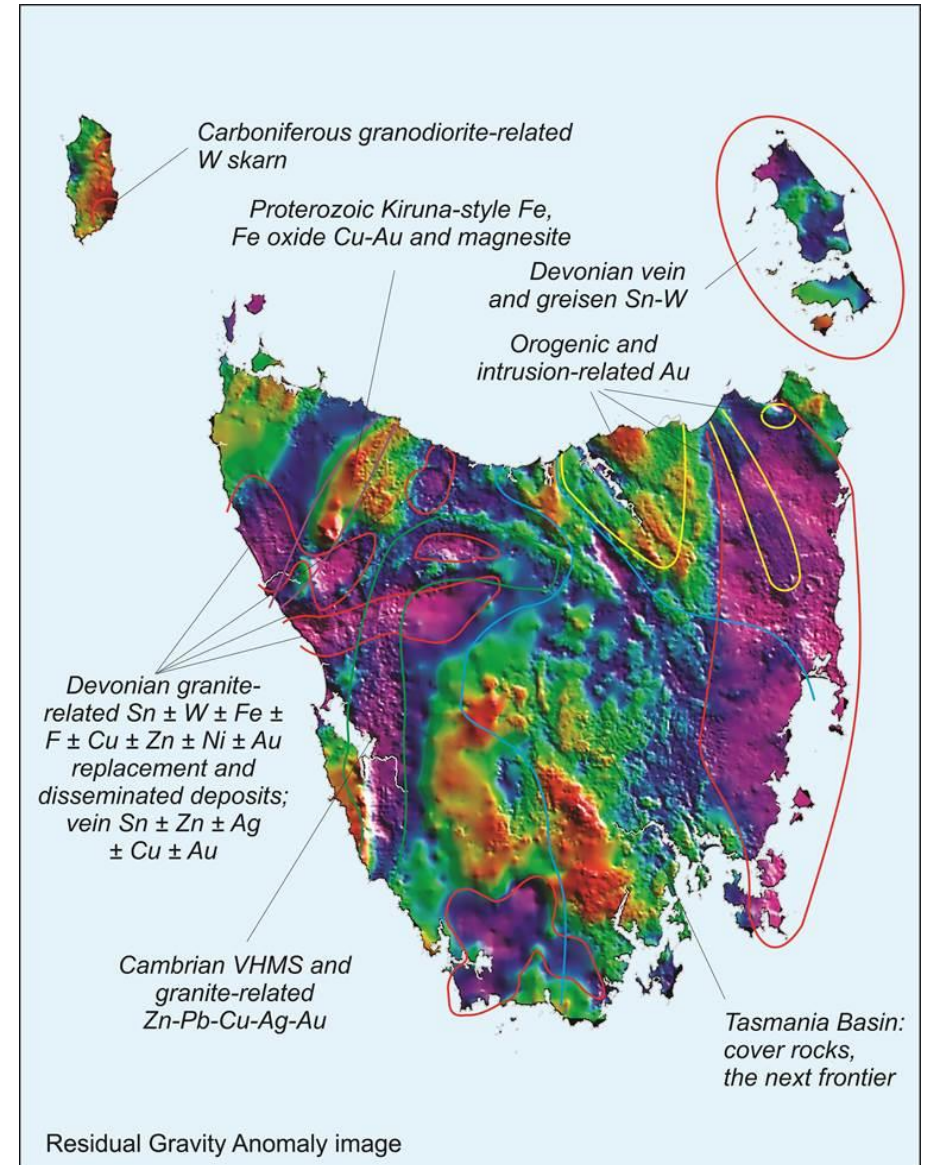 Carboniferous granodiorite-related
W skarn
Proterozoic Kiruna-style Fe,
Fe oxide Cu-Au and magnesite
Devonian vein
and greisen Sn-W
Orogenic and
intrusion-related Au
Devonian granite-
related Sn ± W ± Fe ±
F ± Cu ± Zn ± Ni ± Au
replacement and
disseminated deposits;
vein Sn ± Zn ± Ag
± Cu ± Au
Cambrian VHMS and
granite-related
Zn-Pb-Cu-Ag-Au
Tasmania Basin:
cover rocks,
the next frontier
Residual Gravity Anomaly image